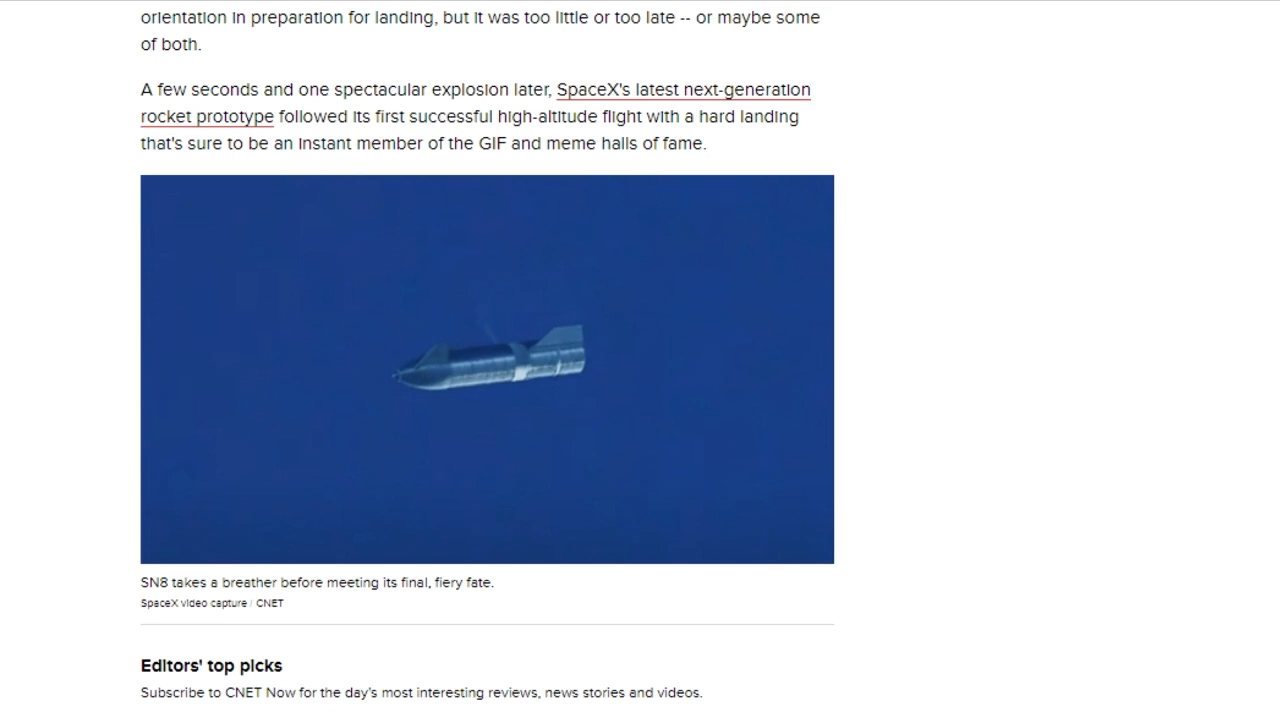 orientation in preparation for landing, but it was too little or too late -- or maybe some
of both.
A few seconds and one spectacular explosion later, SpaceX's latest next-generation
rocket prototype followed its first successful high-altitude flight with a hard landing
that's sure to be an instant member of the GIF and meme halls of fame.
SN8 takes a breather before meeting its final, fiery fate.
SpaceX video capture / CNET
Editors' top picks
Subscribe to CNET Now for the day's most interesting reviews, news stories and videos.